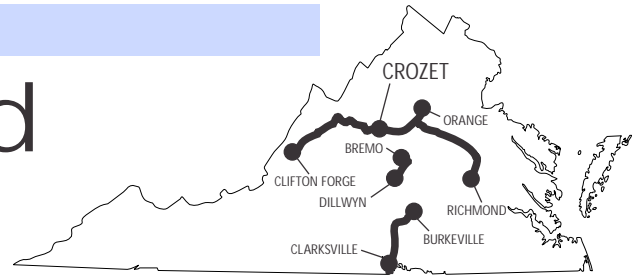 d
CROZET
ORANGE
BREMO
CLIFTON FORGE
DILLWYN
RICHMOND
BURKEVILLE
CLARKSVILLE